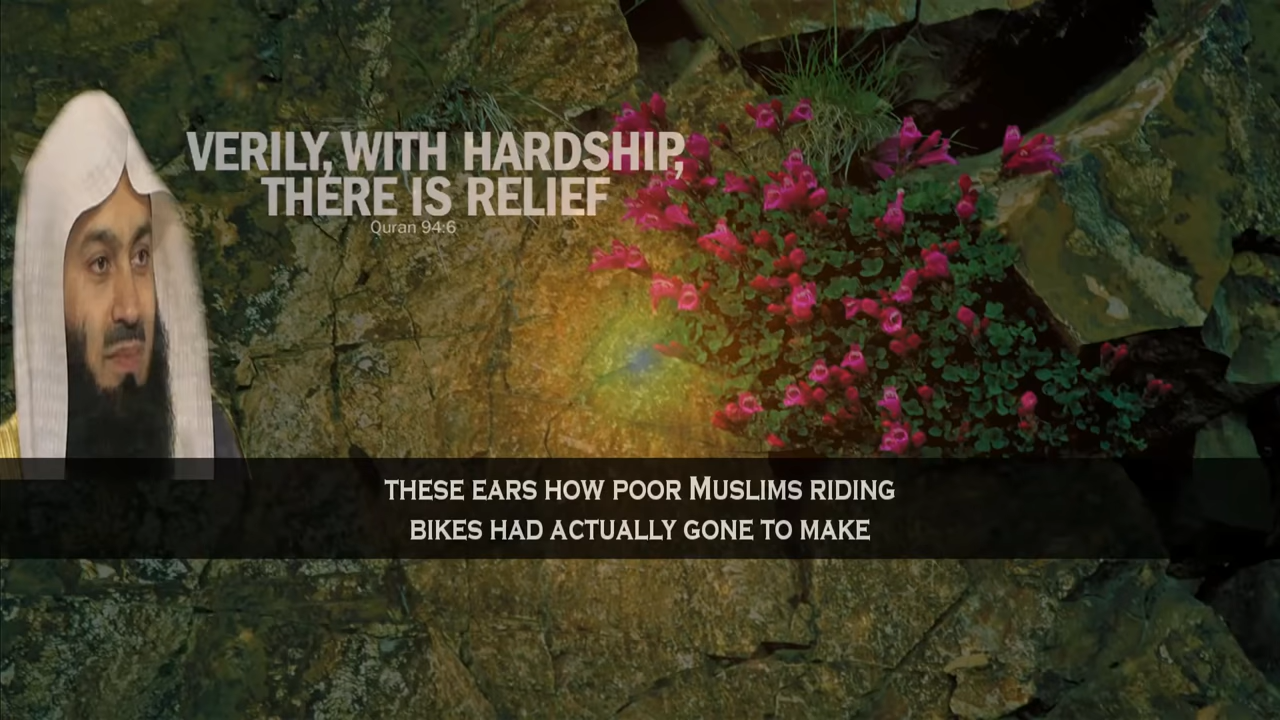 VERILY, WITH HARDSHIP,
THERE IS RELIEF
Quran 94:6
THESE EARS HOW POOR MUSLIMS RIDING
BIKES HAD ACTUALLY GONE TO MAKE